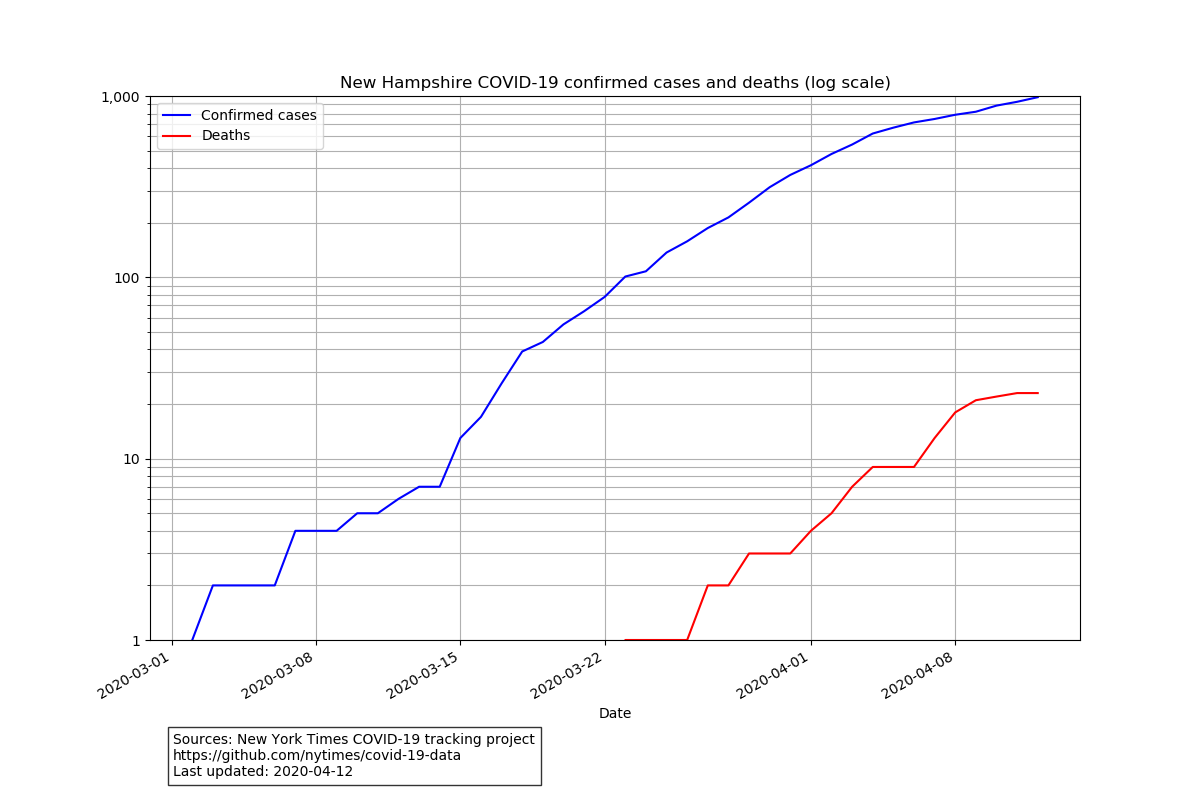 New Hampshire COVID-19 confirmed cases and deaths (log scale)
1,000
100
10
1
Confirmed cases
Deaths
2020-03-01
2020-03-08
2020-03-15
2020-03-22
2020-04-01
2020-04-08
Date
Sources: New York Times COVID-19 tracking project
https://github.com/nytimes/covid-19-data
Last updated: 2020-04-12